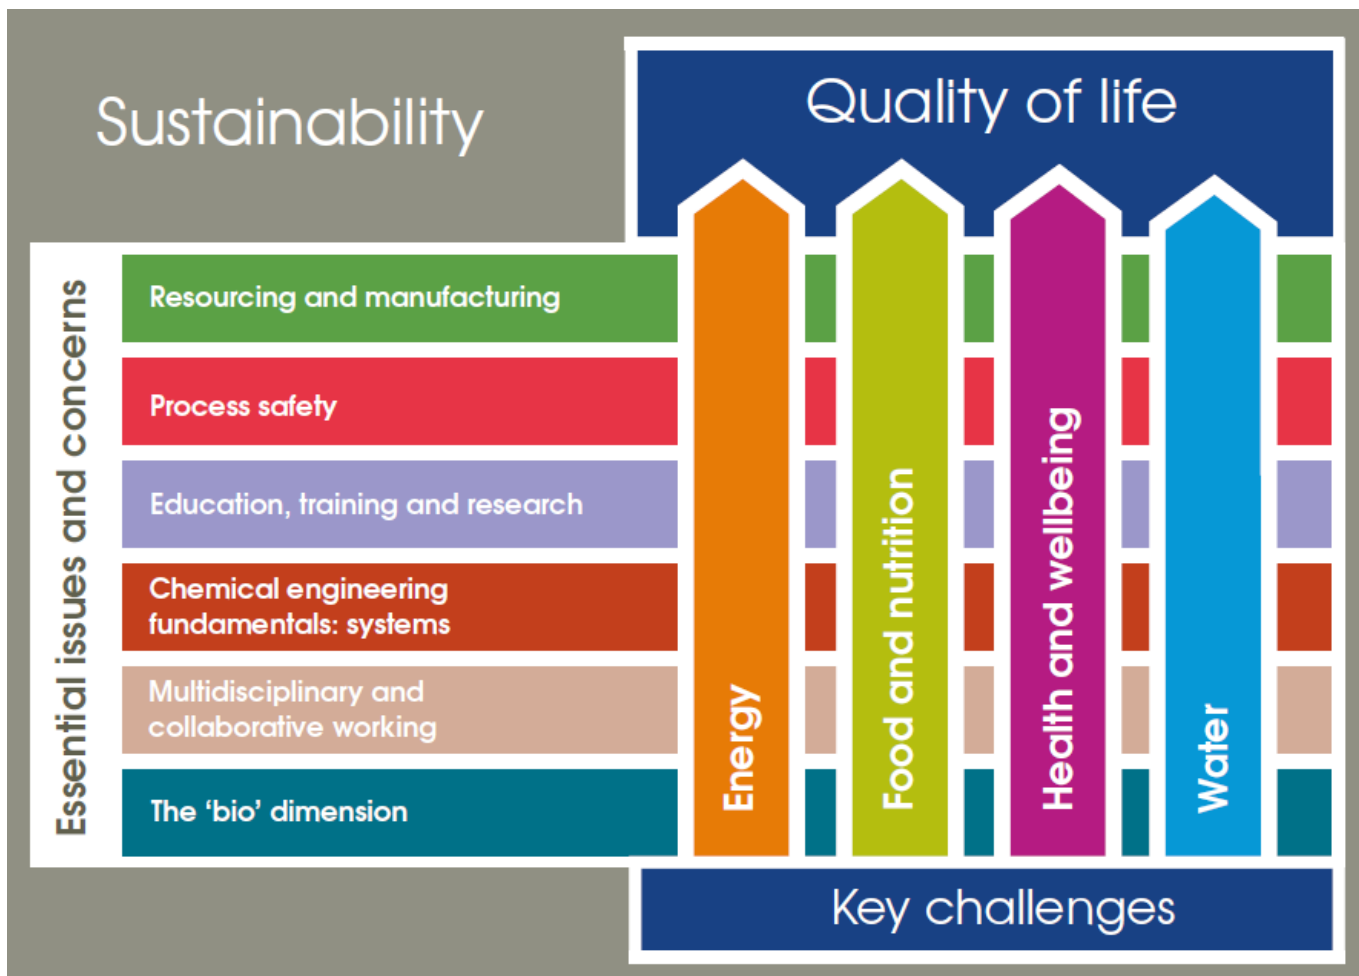 Sustainability
Quality of life
Essential issues and concerns
Resourcing and manufacturing
Process safety
Education, training and research
Chemical engineering
fundamentals: systems
Multidisciplinary and
collaborative working
The ‘bio’ dimension
Energy
Food and nutrition
Health and wellbeing
Water
Key challenges